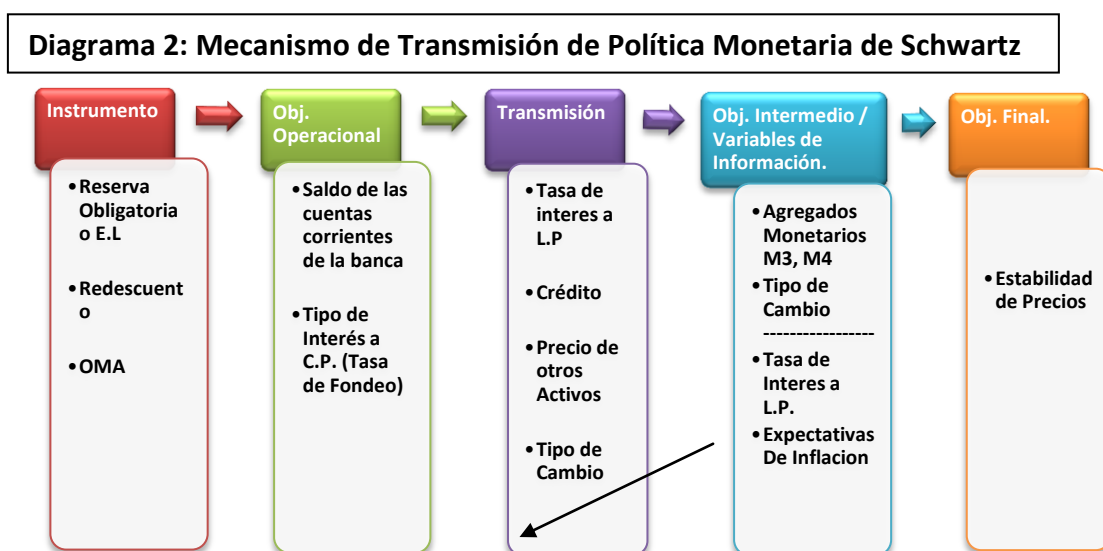 Diagrama 2: Mecanismo de Transmisión de Política Monetaria de Schwartz
Instrumento
•Reserva
Obligatoria
o E.L
•Redescuent
o
•OMA
Obj.
Operacional
•Saldo de las
cuentas
corrientes
de la banca
•Tipo de
Interés a
C.P. (Tasa
de Fondeo)
Transmisión
•Tasa de
interes a
L.P
•Crédito
•Precio de
otros
Activos
•Tipo de
Cambio
Obj. Intermedio /
Variables de
Información.
•Agregados
Monetarios
M3, M4
•Tipo de
Cambio
-----------------
•Tasa de
Interes a
L.P.
•Expectativas
De Inflacion
Obj. Final.
•Estabilidad
de Precios